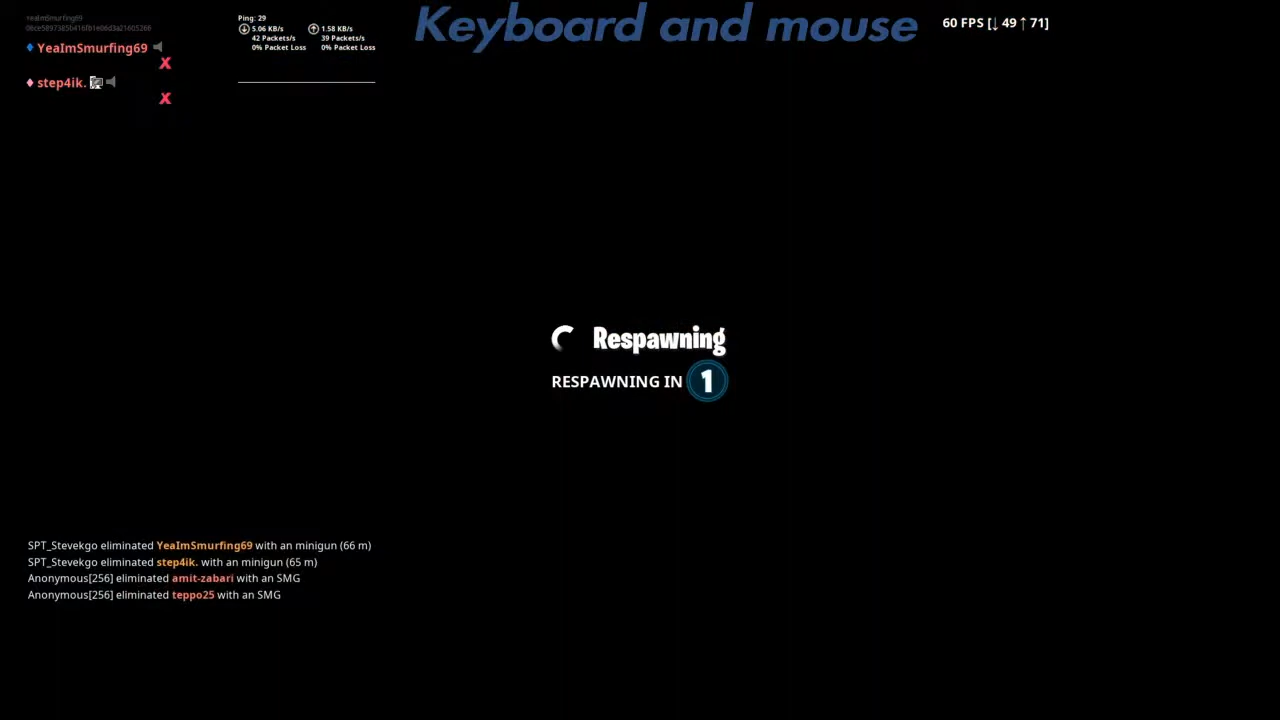 yeaImSmurfing69
YeaImSmurfing69
X
step4ik.
X
Ping: 29
5.06 KB/s
1.58 KB/s
42 Packets/s
39 Packets/s
0% Packet Loss
0% Packet Loss
Keyboard and mouse
60 FPS [↓ 49 ↑ 71]
Respawning
RESPAWNING IN 1
SPT_Stevekgo eliminated YeaImSmurfing69 with an minigun (66 m)
SPT_Stevekgo eliminated step4ik. with an minigun (65 m)
Anonymous[256] eliminated amit-zabari with an SMG
Anonymous[256] eliminated teppo25 with an SMG